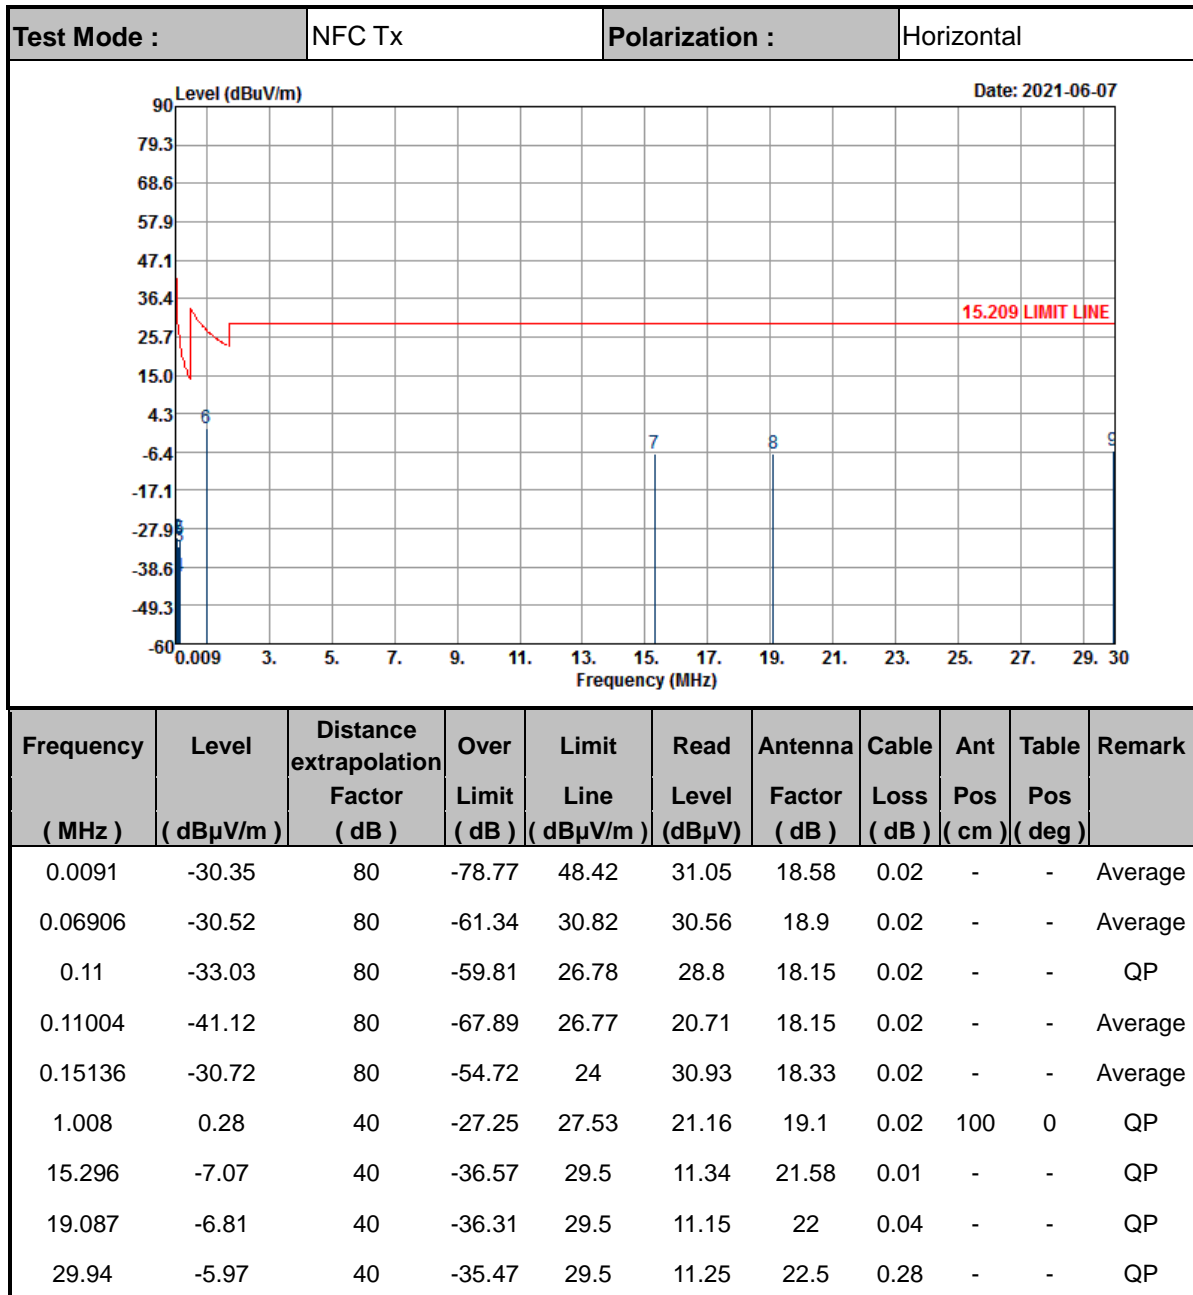 Test Mode : NFC Tx Polarization : Horizontal
Level (dBuV/m) Date: 2021-06-07
90
79.3
68.6
57.9
47.1
36.4
15.209 LIMIT LINE
25.7
15.0
4.3
6
7 8 9
-6.4
-17.1
-27.9
-38.6
-49.3
-60
0.009 3. 5. 7. 9. 11. 13. 15. 17. 19. 21. 23. 25. 27. 29. 30
Frequency (MHz)
Frequency Level Distance extrapolation Over Limit Read Antenna Cable Ant Table Remark
Factor Limit Line Level Factor Loss Pos Pos
( MHz ) ( dBµV/m ) ( dB ) ( dB ) ( dBµV/m ) (dBµV) ( dB ) ( dB ) ( cm ) ( deg )
0.0091 -30.35 80 -78.77 48.42 31.05 18.58 0.02 - - Average
0.06906 -30.52 80 -61.34 30.82 30.56 18.9 0.02 - - Average
0.11 -33.03 80 -59.81 26.78 28.8 18.15 0.02 - - QP
0.11004 -41.12 80 -67.89 26.77 20.71 18.15 0.02 - - Average
0.15136 -30.72 80 -54.72 24 30.93 18.33 0.02 - - Average
1.008 0.28 40 -27.25 27.53 21.16 19.1 0.02 100 0 QP
15.296 -7.07 40 -36.57 29.5 11.34 21.58 0.01 - - QP
19.087 -6.81 40 -36.31 29.5 11.15 22 0.04 - - QP
29.94 -5.97 40 -35.47 29.5 11.25 22.5 0.28 - - QP